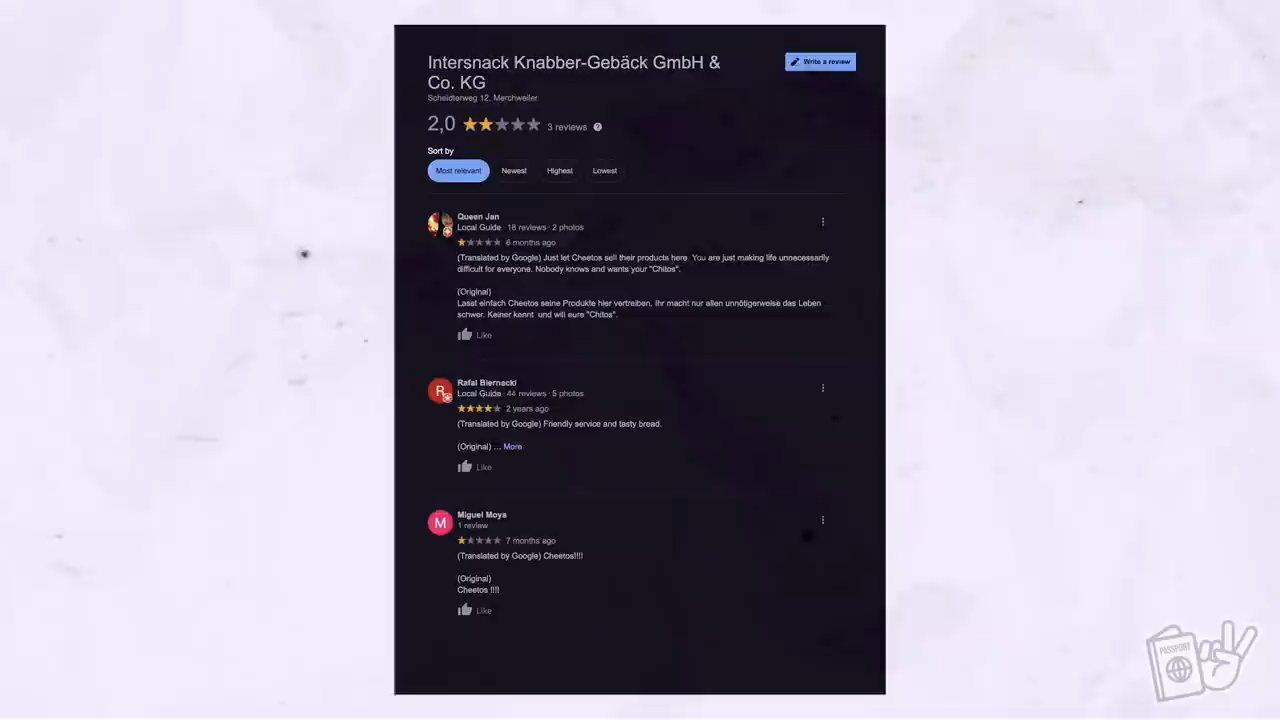 Intersnack Knabber-Gebäck GmbH &
Co. KG
Write a review
Scheidterweg 12, Merchweiler
2,0 3 reviews
Sort by
Most relevant Newest Highest Lowest
Queen Jan
Local Guide · 18 reviews · 2 photos
6 months ago
(Translated by Google) Just let Cheetos sell their products here. You are just making life unnecessarily
difficult for everyone. Nobody knows and wants your "Chitos".
(Original)
Lasst einfach Cheetos seine Produkte hier vertreiben. Ihr macht nur allen unnötigerweise das Leben
schwer. Keiner kennt und will eure "Chitos".
Like
R
Rafal Biernacki
Local Guide · 44 reviews · 5 photos
2 years ago
(Translated by Google) Friendly service and tasty bread.
(Original) ... More
Like
M
Miguel Moya
1 review
7 months ago
(Translated by Google) Cheetos!!!!
(Original)
Cheetos !!!!
Like
PASSPORT